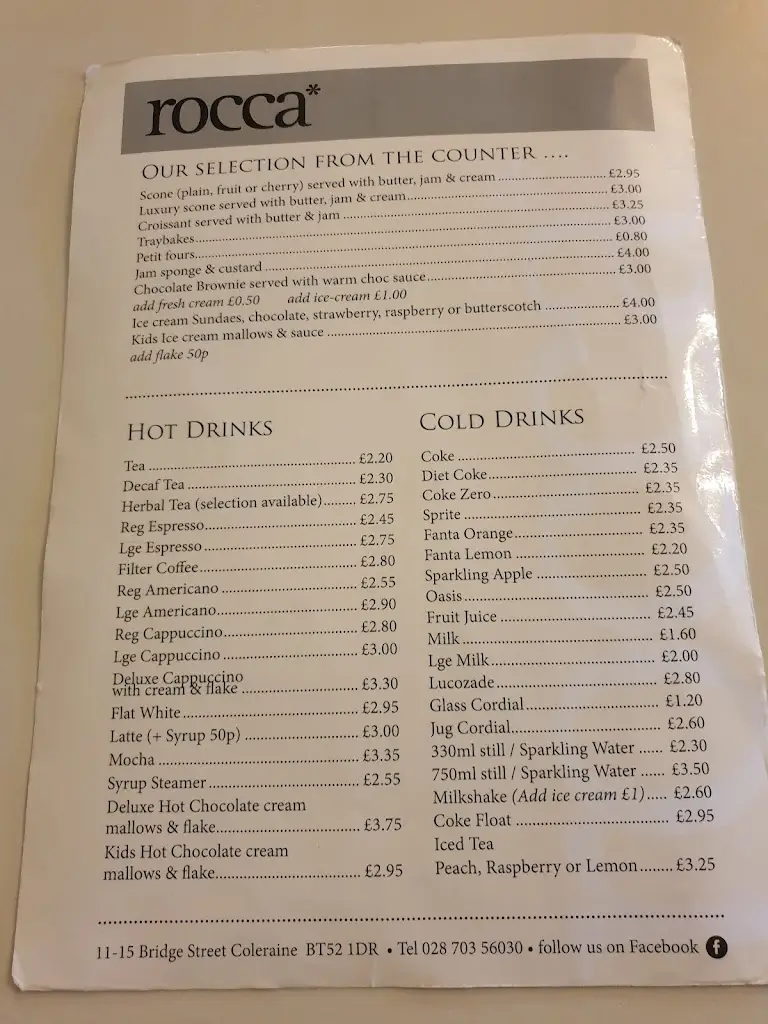 rocca*
Our selection from the counter ....
Scone (plain, fruit or cherry) served with butter, jam & cream ........ £2.95
Luxury scone served with butter, jam & cream ........ £3.00
Croissant served with butter & jam ........ £3.25
Traybakes ........ £3.00
Petit fours ........ £0.80
Jam sponge & custard ........ £4.00
Chocolate Brownie served with warm choc sauce ........ £3.00
add fresh cream £0.50 add ice-cream £1.00
Ice cream Sundaes, chocolate, strawberry, raspberry or butterscotch ........ £4.00
Kids Ice cream mallows & sauce ........ £3.00
add flake 50p
Hot Drinks
Tea ........ £2.20
Decaf Tea ........ £2.30
Herbal Tea (selection available) ........ £2.75
Reg Espresso ........ £2.45
Lge Espresso ........ £2.75
Filter Coffee ........ £2.80
Reg Americano ........ £2.55
Lge Americano ........ £2.90
Reg Cappuccino ........ £2.80
Lge Cappuccino ........ £3.00
Deluxe Cappuccino
with cream & flake ........ £3.30
Flat White ........ £2.95
Latte (+ Syrup 50p) ........ £3.00
Mocha ........ £3.35
Syrup Steamer ........ £2.55
Deluxe Hot Chocolate cream
mallows & flake ........ £3.75
Kids Hot Chocolate cream
mallows & flake ........ £2.95
Cold Drinks
Coke ........ £2.50
Diet Coke ........ £2.35
Coke Zero ........ £2.35
Sprite ........ £2.35
Fanta Orange ........ £2.35
Fanta Lemon ........ £2.20
Sparkling Apple ........ £2.50
Oasis ........ £2.50
Fruit Juice ........ £2.45
Milk ........ £1.60
Lge Milk ........ £2.00
Lucozade ........ £2.80
Glass Cordial ........ £1.20
Jug Cordial ........ £2.60
330ml still / Sparkling Water ...... £2.30
750ml still / Sparkling Water ...... £3.50
Milkshake (Add ice cream £1) ..... £2.60
Coke Float ........ £2.95
Iced Tea
Peach, Raspberry or Lemon ........ £3.25
11-15 Bridge Street Coleraine BT52 1DR • Tel 028 703 56030 • follow us on Facebook f